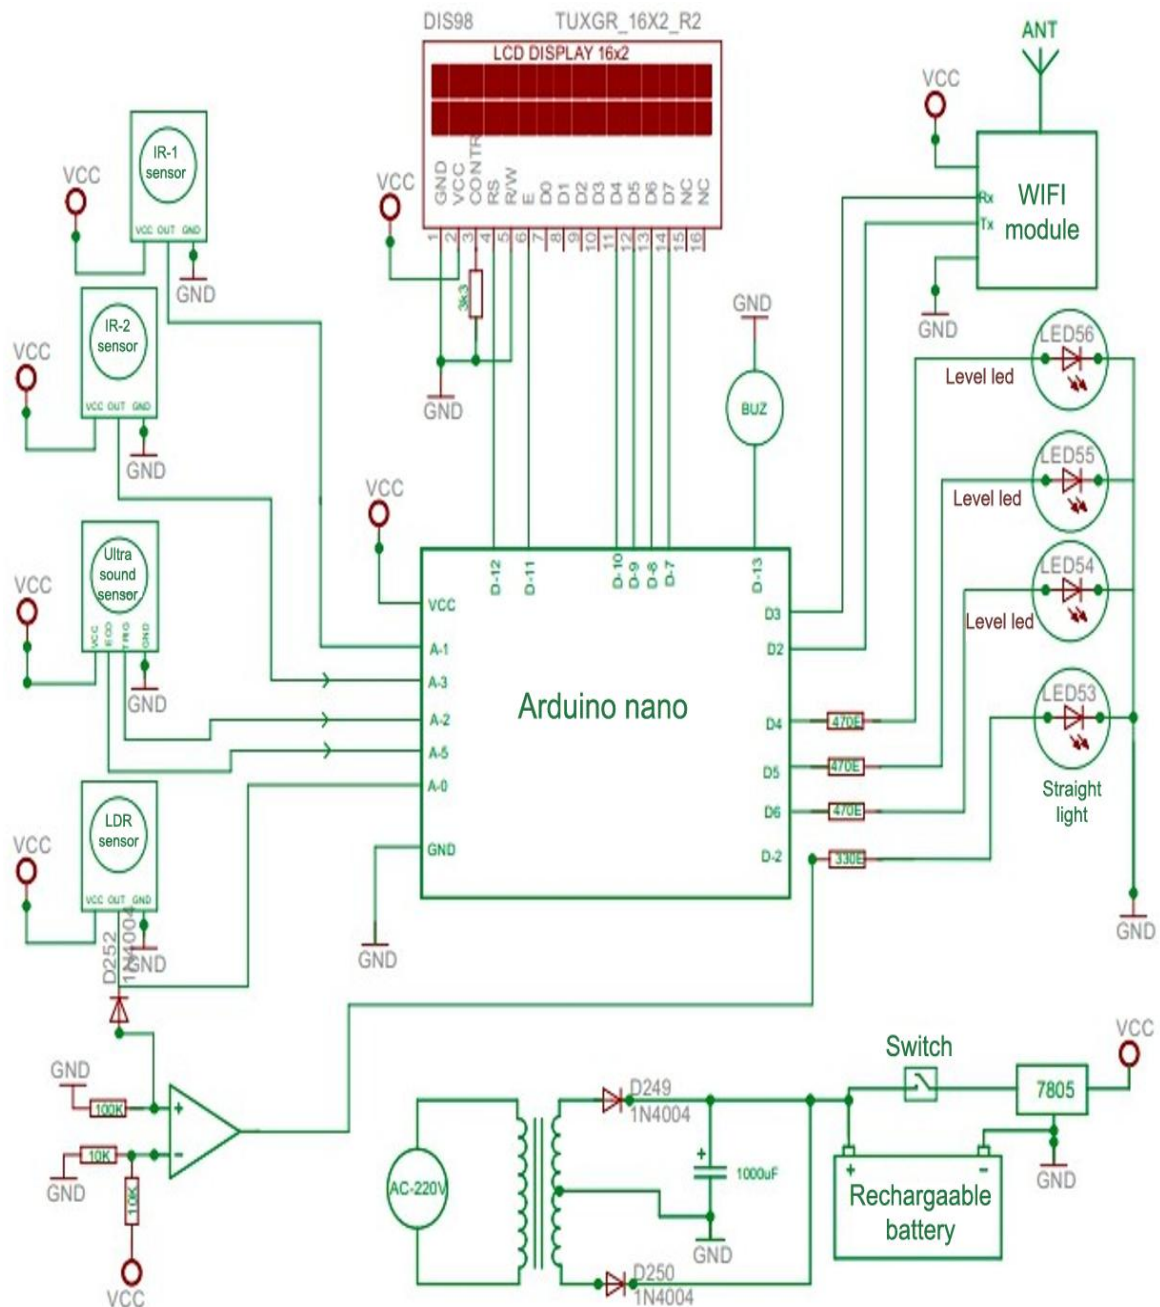 DIS98
TUXGR_16X2_R2
LCD DISPLAY 16x2
GND
VCC
CONTR
RS
R/W
E
D0
D1
D2
D3
D4
D5
D6
D7
NC
NC
1
2
3
4
5
6
7
8
9
10
11
12
13
14
15
16
VCC
3k3
GND
ANT
VCC
WIFI
module
Rx
Tx
GND
IR-1
sensor
VCC OUT GND
VCC
GND
IR-2
sensor
VCC OUT GND
VCC
GND
Ultra
sound
sensor
VCC
TRIG
GND
VCC
GND
LDR
sensor
VCC OUT GND
VCC
GND
D252
1N4004
GND
BUZ
LED56
Level led
LED55
Level led
LED54
Level led
LED53
Straight
light
GND
VCC
Arduino nano
VCC
A-1
A-3
A-2
A-5
A-0
GND
D-12
D-11
D-10
D-9
D-8
D-7
D-13
D3
D2
D4
D5
D6
D-2
470E
470E
470E
330E
GND
GND
100K
+
10K
-
GND
10K
VCC
AC-220V
D249
1N4004
+
1000uF
GND
D250
1N4004
Switch
7805
VCC
GND
+
-
Rechargaable
battery